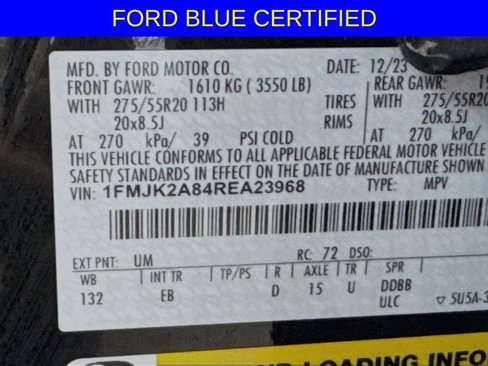 FORD BLUE CERTIFIED
MFD. BY FORD MOTOR CO. DATE: 12/23
FRONT GAWR: 1610 KG ( 3550 LB) REAR GAWR:
WITH 275/55R20 113H TIRES WITH 275/55R20
20x8.5J RIMS 20x8.5J
AT 270 kPa/ 39 PSI COLD AT 270 kPa/
THIS VEHICLE CONFORMS TO ALL APPLICABLE FEDERAL MOTOR VEHICLE
SAFETY STANDARDS IN EFFECT ON THE DATE OF MANUFACTURE SHOWN
VIN: 1FMJK2A84REA23968 TYPE: MPV
EXT PNT: UM RC: 72 DSO:
WB INT TR TP/PS R AXLE TR SPR
132 EB D 15 U DDBB
ULC ▽ 5U5A-3
LOADING INFO